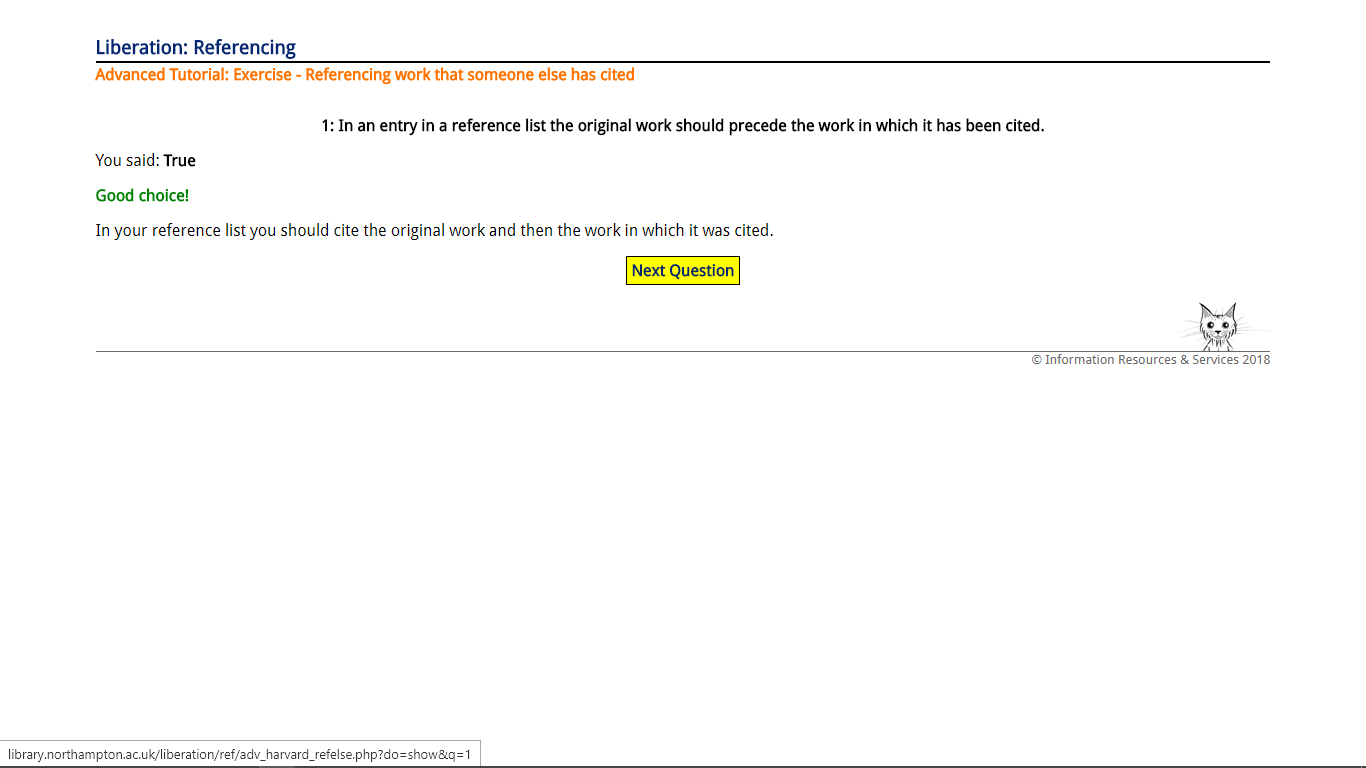 Liberation: Referencing
Advanced Tutorial: Exercise - Referencing work that someone else has cited
1: In an entry in a reference list the original work should precede the work in which it has been cited.
You said: True
Good choice!
In your reference list you should cite the original work and then the work in which it was cited.
Next Question
© Information Resources & Services 2018
library.northampton.ac.uk/liberation/ref/adv_harvard_refelse.php?do=show&q=1